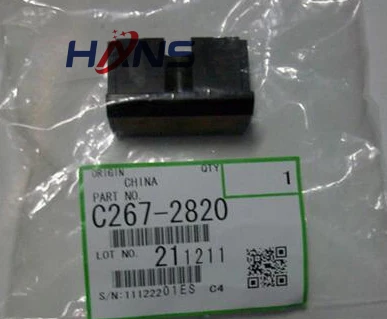 HANS
ORIGIN QTY
CHINA 1
PART NO.
C267-2820
LOT NO. 211211
S/N:11122201ES C4